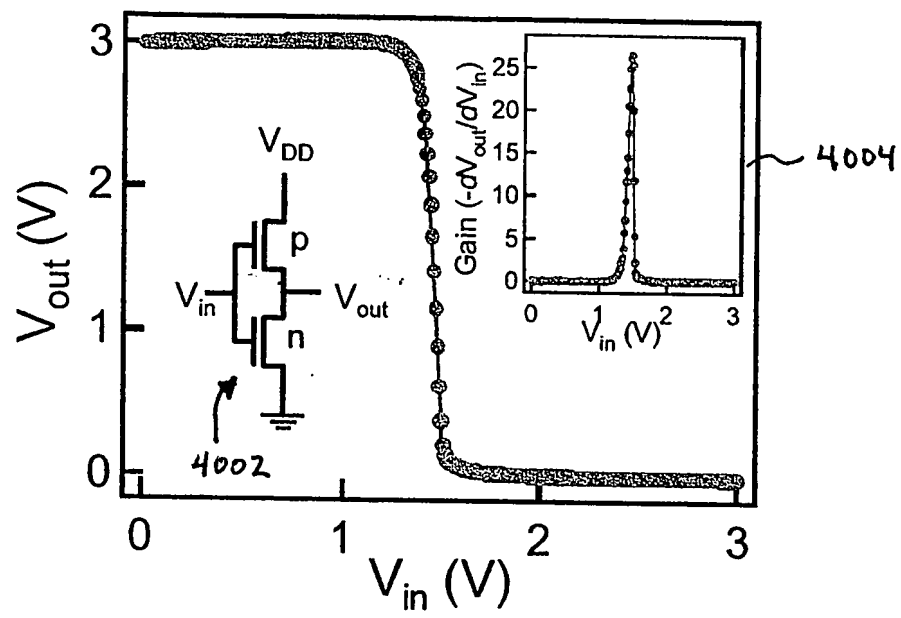 V_out (V)
3
2
1
0
0 1 2 3
V_in (V)
V_DD
p
V_in V_out
n
4002
Gain (-dV_out/dV_in)
25
20
15
10
5
0
0 1 2 3
V_in (V)
4004